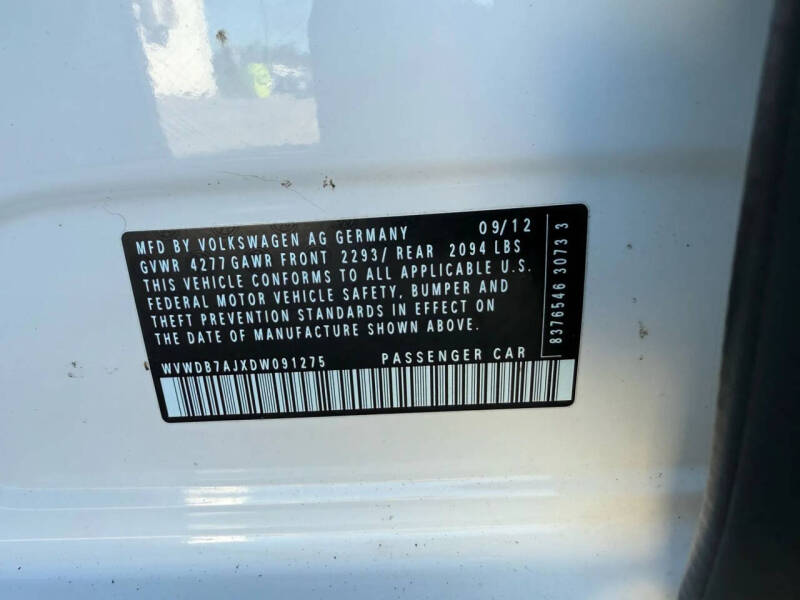 MFD BY VOLKSWAGEN AG GERMANY 09/12
GVWR 4277 GAWR FRONT 2293/ REAR 2094 LBS
THIS VEHICLE CONFORMS TO ALL APPLICABLE U.S.
FEDERAL MOTOR VEHICLE SAFETY, BUMPER AND
THEFT PREVENTION STANDARDS IN EFFECT ON
THE DATE OF MANUFACTURE SHOWN ABOVE.
WVWDB7AJXDW091275 PASSENGER CAR
8376546 3073 3